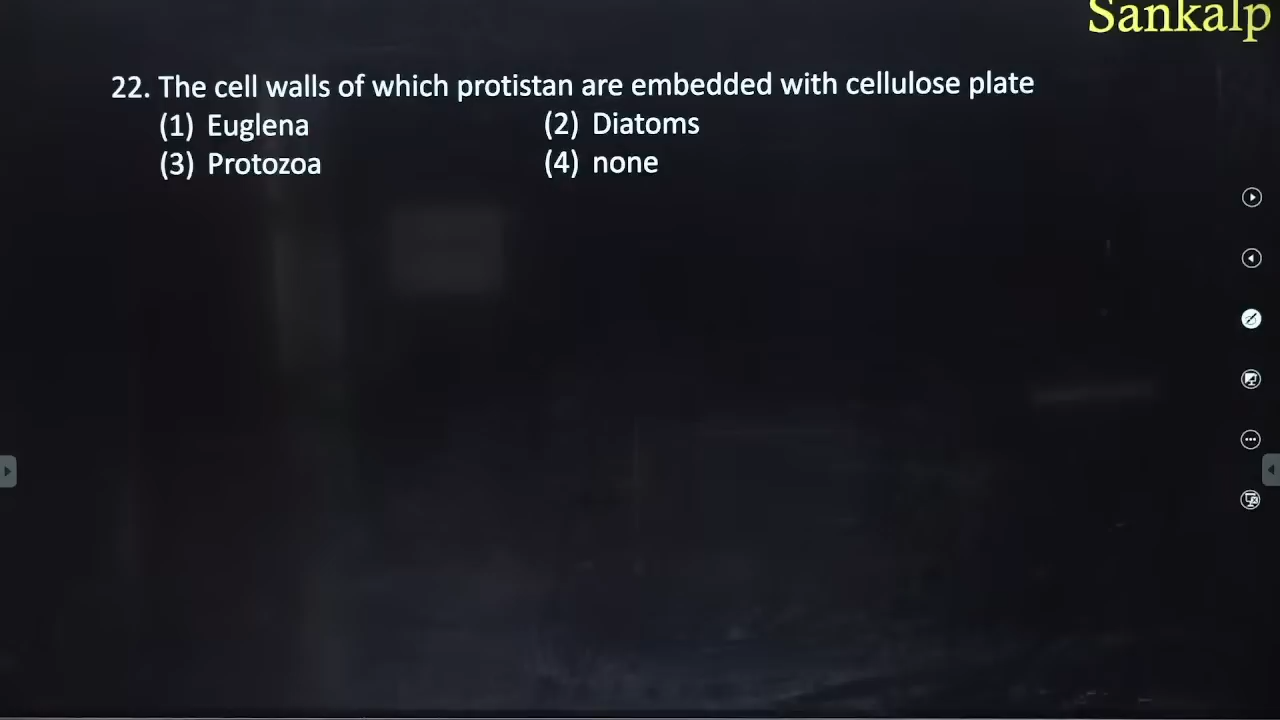 Sankalp
22. The cell walls of which protistan are embedded with cellulose plate
(1) Euglena (2) Diatoms
(3) Protozoa (4) none